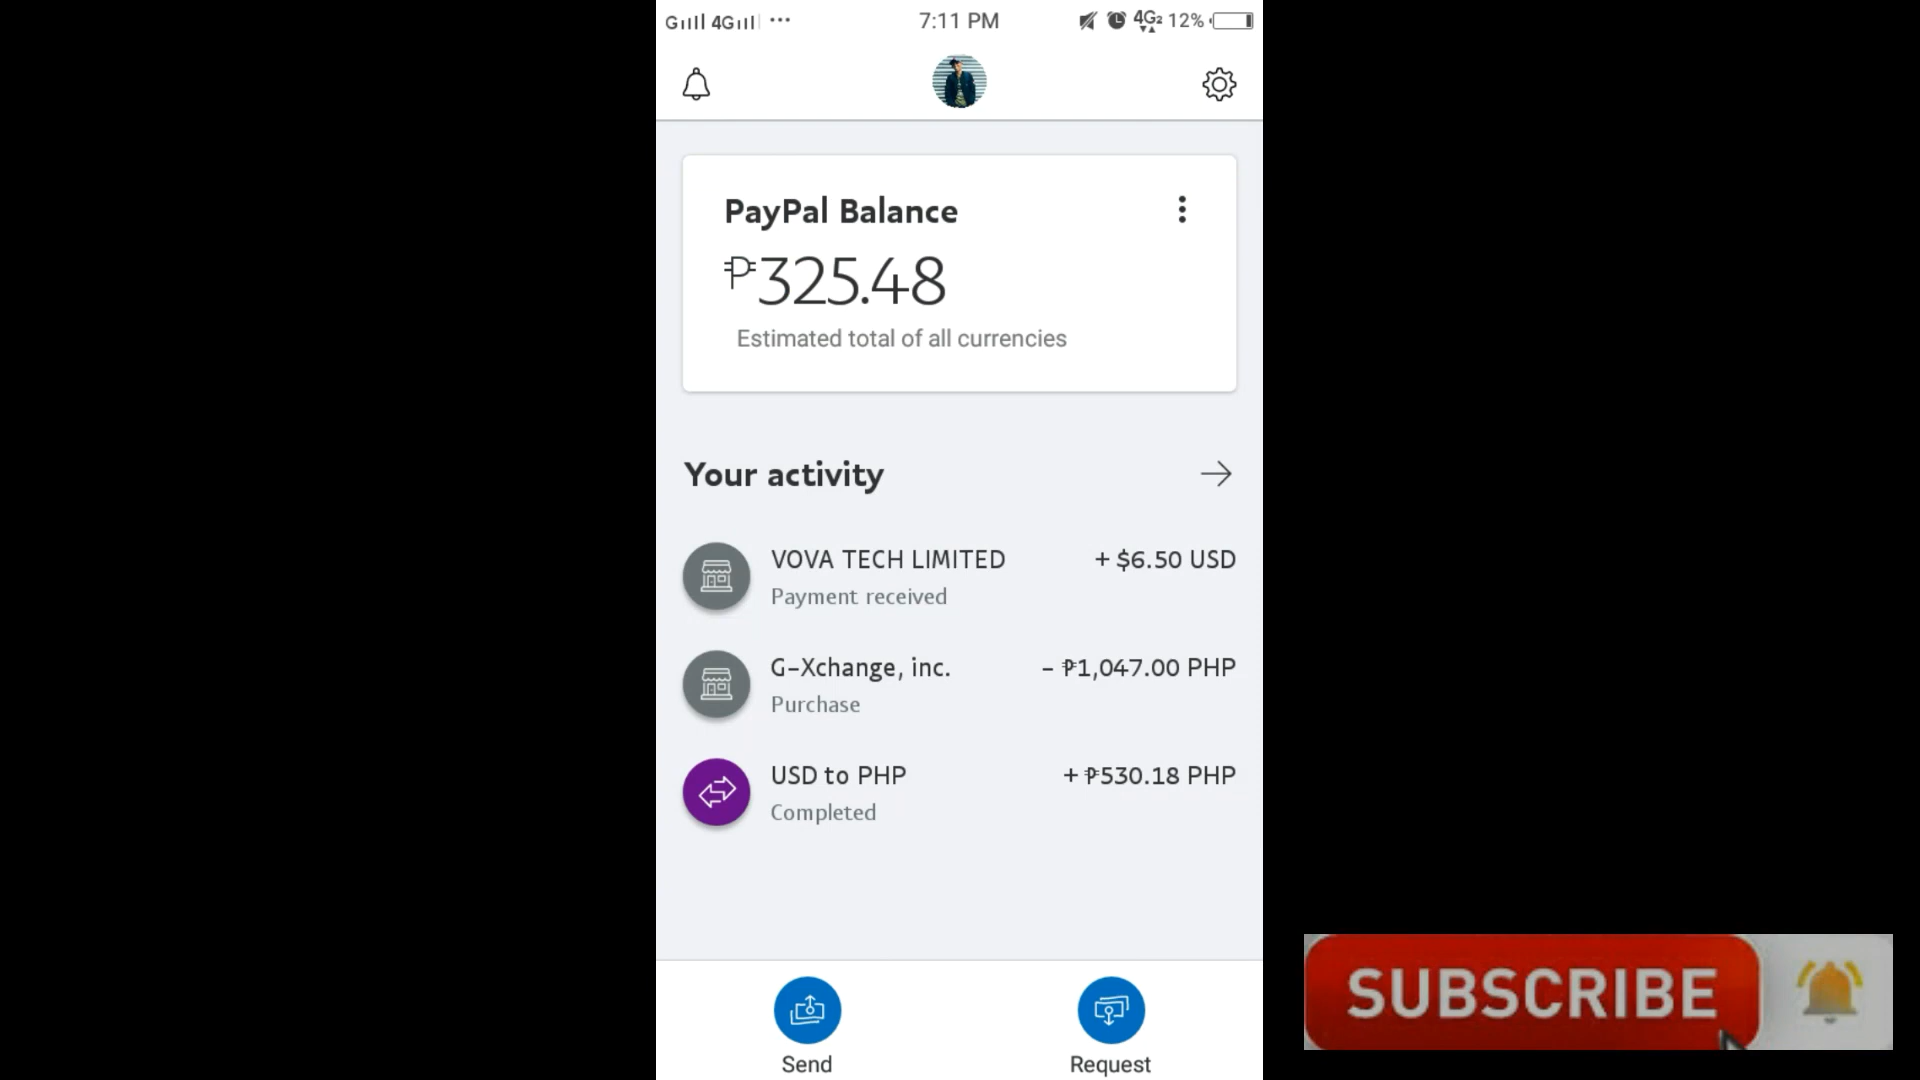 G 4G 7:11 PM 4G2 12%
PayPal Balance
₱325.48
Estimated total of all currencies
Your activity
VOVA TECH LIMITED + $6.50 USD
Payment received
G-Xchange, inc. - ₱1,047.00 PHP
Purchase
USD to PHP + ₱530.18 PHP
Completed
Send Request
SUBSCRIBE